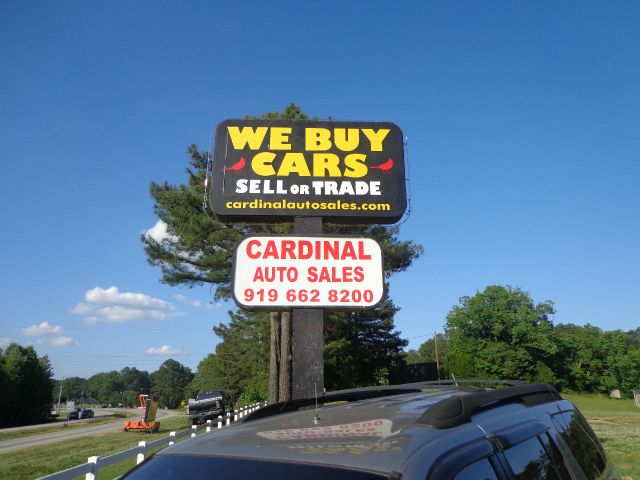 WE BUY
CARS
SELL OR TRADE
cardinalautosales.com
CARDINAL
AUTO SALES
919 662 8200